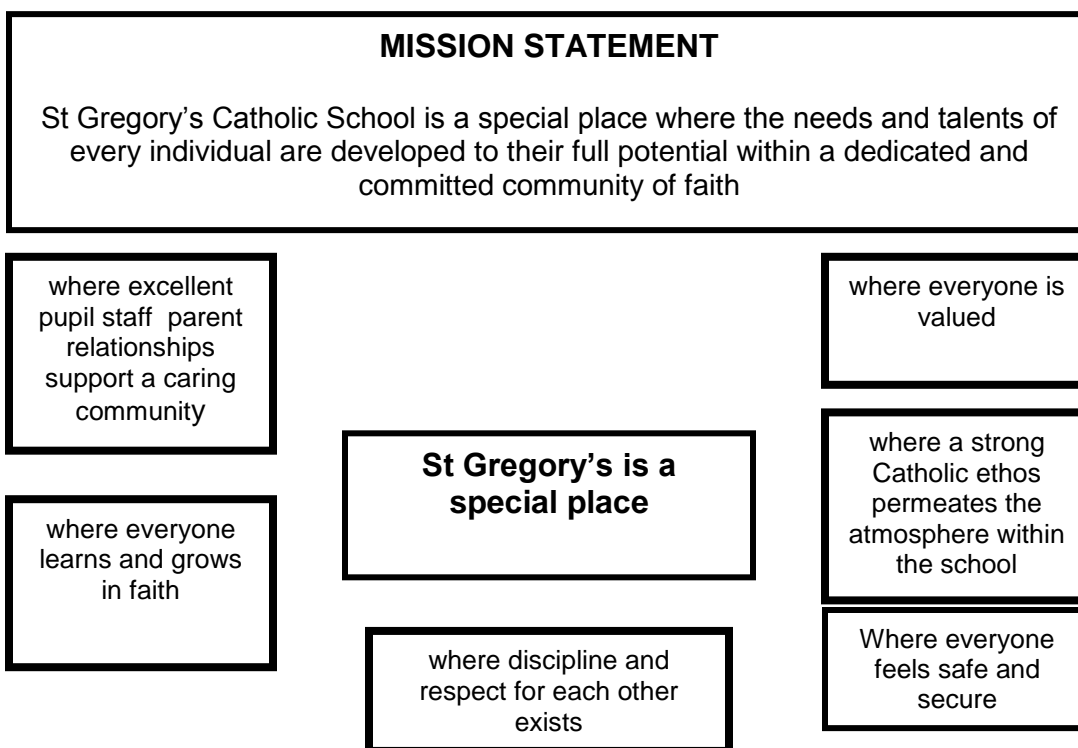 MISSION STATEMENT
St Gregory’s Catholic School is a special place where the needs and talents of
every individual are developed to their full potential within a dedicated and
committed community of faith
where excellent
pupil staff  parent
relationships
support a caring
community
where everyone is
valued
St Gregory’s is a
special place
where a strong
Catholic ethos
permeates the
atmosphere within
the school
where everyone
learns and grows
in faith
Where everyone
feels safe and
secure
where discipline and
respect for each other
exists